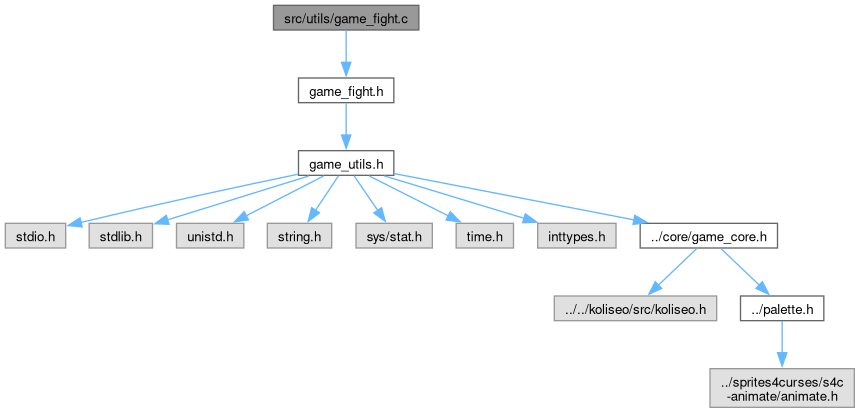 src/utils/game_fight.c
game_fight.h
game_utils.h
stdio.h
stdlib.h
unistd.h
string.h
sys/stat.h
time.h
inttypes.h
../core/game_core.h
../../koliseo/src/koliseo.h
../palette.h
../sprites4curses/s4c
-animate/animate.h